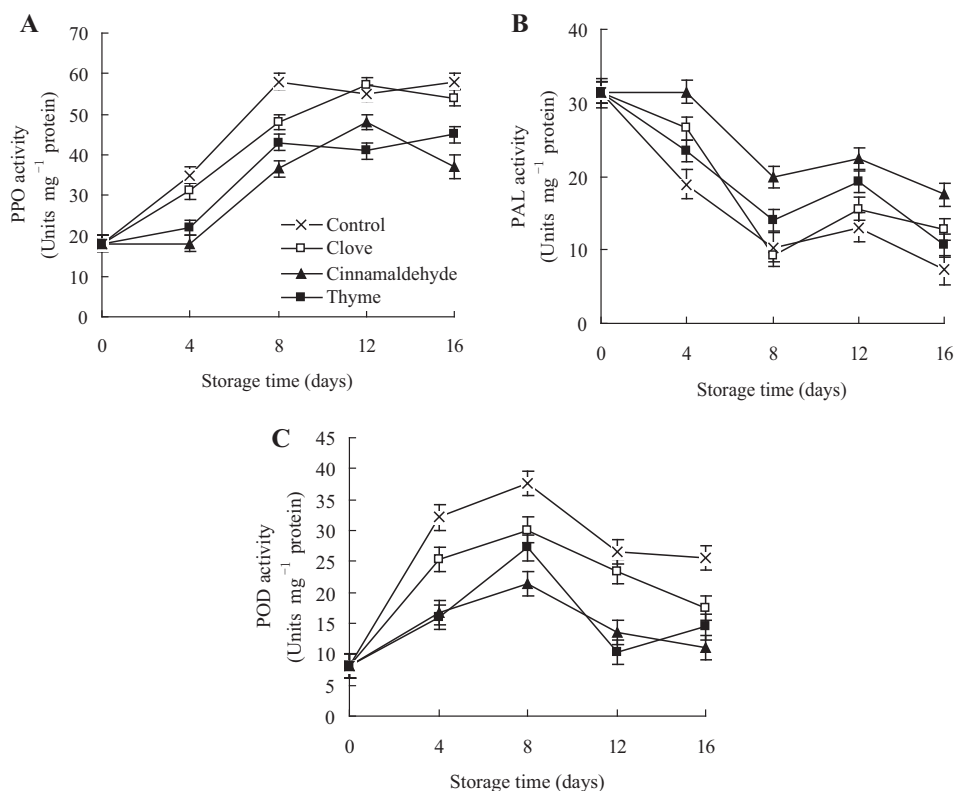 A
PPO activity
(Units mg⁻¹ protein)
70
60
50
40
30
20
10
0
Control
Clove
Cinnamaldehyde
Thyme
0 4 8 12 16
Storage time (days)
B
PAL activity
(Units mg⁻¹ protein)
40
30
20
10
0
0 4 8 12 16
Storage time (days)
C
POD activity
(Units mg⁻¹ protein)
45
40
35
30
25
20
15
10
5
0
0 4 8 12 16
Storage time (days)